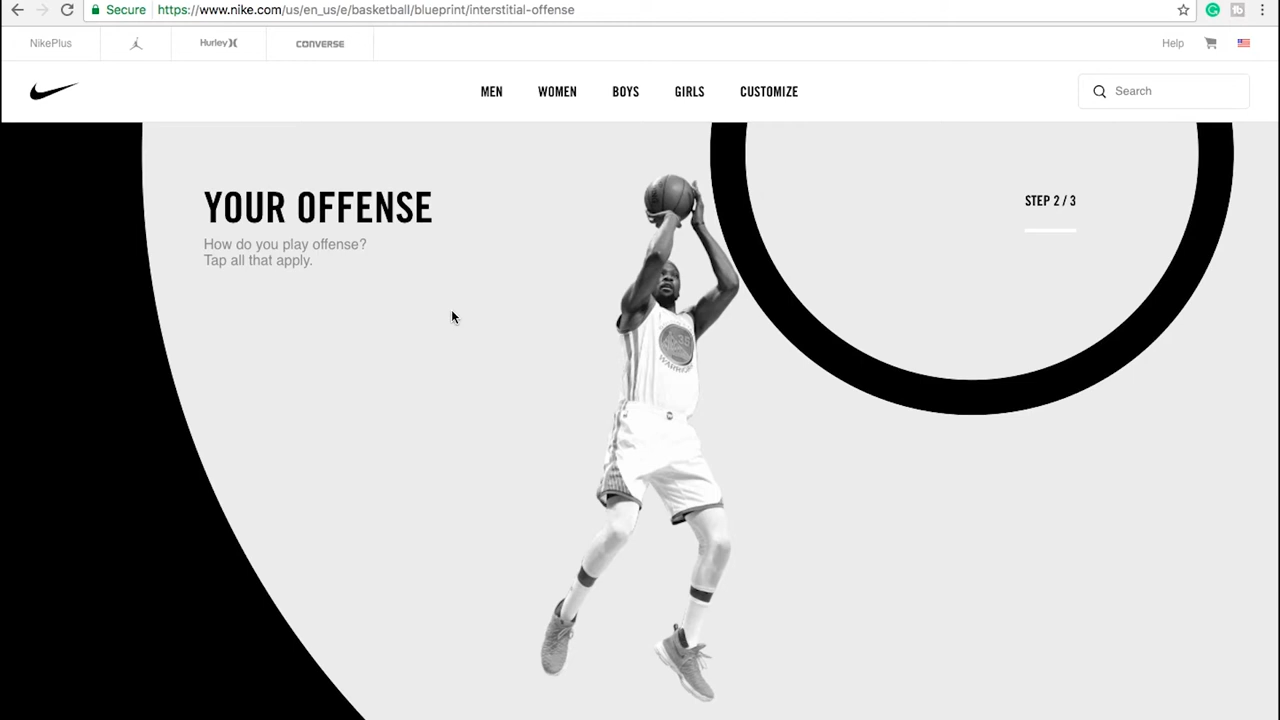 Secure
https://www.nike.com/us/en_us/e/basketball/blueprint/interstitial-offense
NikePlus
Hurley
CONVERSE
Help
MEN
WOMEN
BOYS
GIRLS
CUSTOMIZE
Search
YOUR OFFENSE
How do you play offense?
Tap all that apply.
STEP 2 / 3
WARRIORS